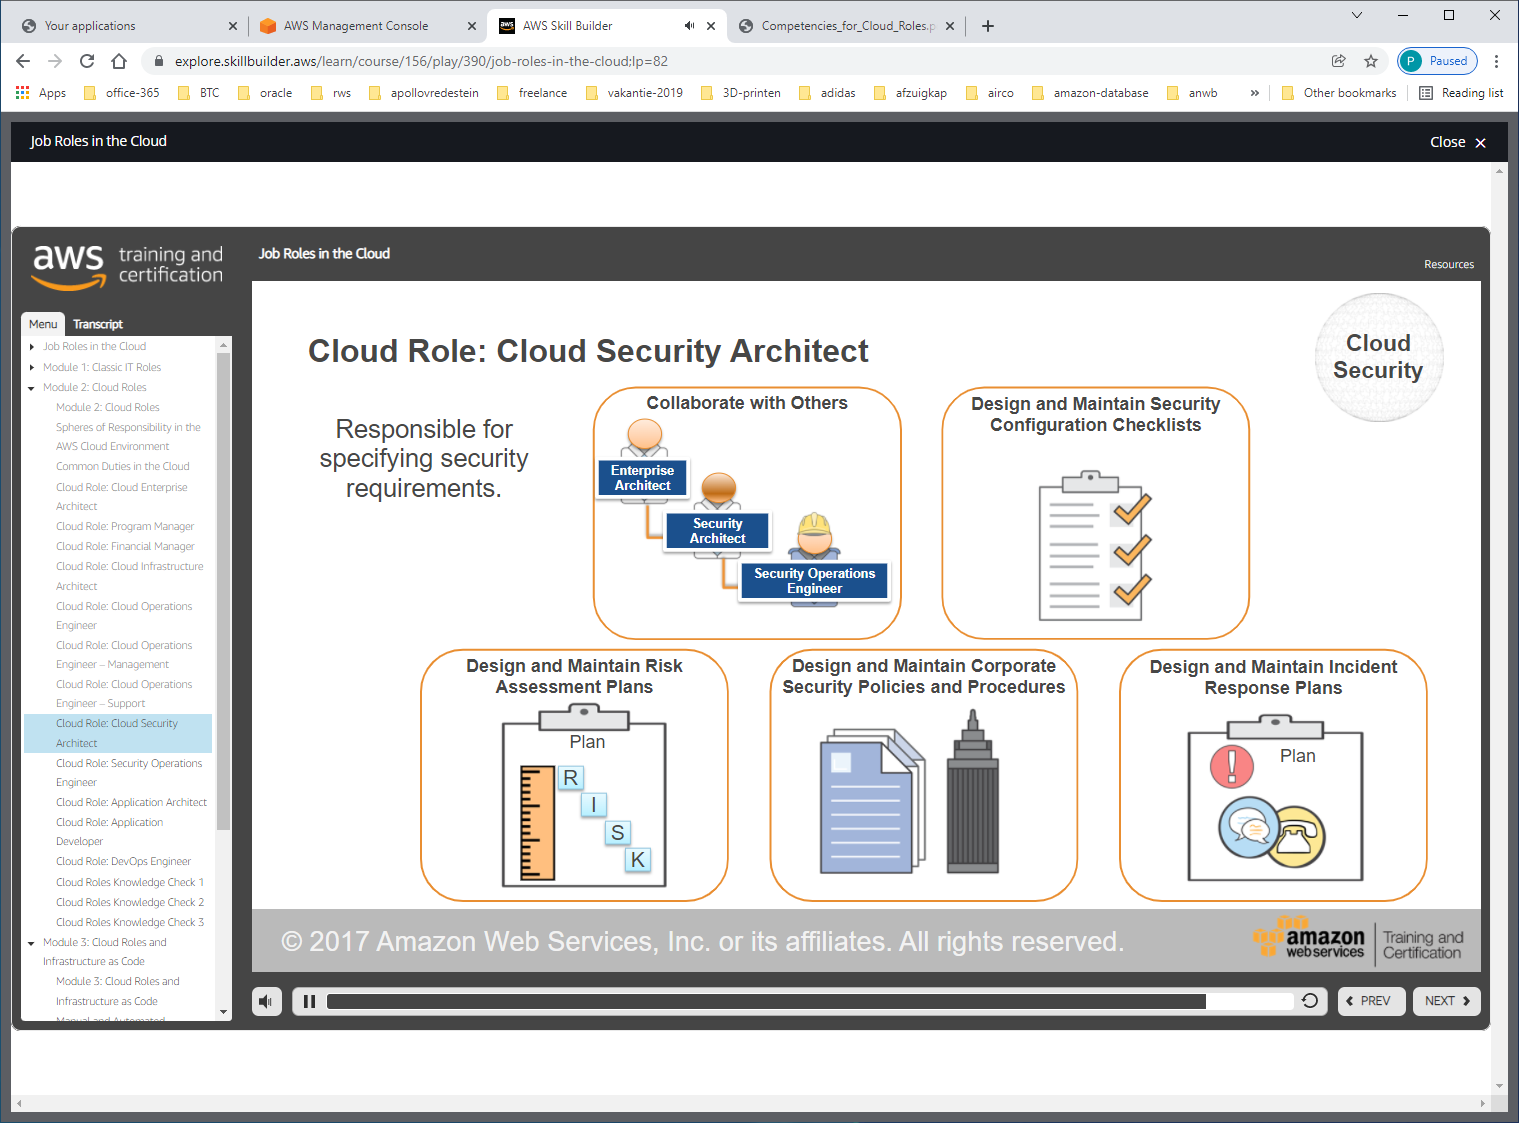 Your applications
AWS Management Console
AWS Skill Builder
Competencies_for_Cloud_Roles.p
explore.skillbuilder.aws/learn/course/156/play/390/job-roles-in-the-cloud;lp=82
P Paused
Apps
office-365
BTC
oracle
rws
apollovredestein
freelance
vakantie-2019
3D-printen
adidas
afzuigkap
airco
amazon-database
anwb
»
Other bookmarks
Reading list
Job Roles in the Cloud
Close
aws training and
certification
Job Roles in the Cloud
Resources
Menu
Transcript
Job Roles in the Cloud
Module 1: Classic IT Roles
Module 2: Cloud Roles
Module 2: Cloud Roles
Spheres of Responsibility in the
AWS Cloud Environment
Common Duties in the Cloud
Cloud Role: Cloud Enterprise
Architect
Cloud Role: Program Manager
Cloud Role: Financial Manager
Cloud Role: Cloud Infrastructure
Architect
Cloud Role: Cloud Operations
Engineer
Cloud Role: Cloud Operations
Engineer – Management
Cloud Role: Cloud Operations
Engineer – Support
Cloud Role: Cloud Security
Architect
Cloud Role: Security Operations
Engineer
Cloud Role: Application Architect
Cloud Role: Application
Developer
Cloud Role: DevOps Engineer
Cloud Roles Knowledge Check 1
Cloud Roles Knowledge Check 2
Cloud Roles Knowledge Check 3
Module 3: Cloud Roles and
Infrastructure as Code
Module 3: Cloud Roles and
Infrastructure as Code
Manual and Automated
Cloud Role: Cloud Security Architect
Cloud
Security
Responsible for
specifying security
requirements.
Collaborate with Others
Enterprise
Architect
Security
Architect
Security Operations
Engineer
Design and Maintain Security
Configuration Checklists
Design and Maintain Risk
Assessment Plans
Plan
R
I
S
K
Design and Maintain Corporate
Security Policies and Procedures
Design and Maintain Incident
Response Plans
Plan
!
© 2017 Amazon Web Services, Inc. or its affiliates. All rights reserved.
amazon
webservices
Training and
Certification
PREV
NEXT